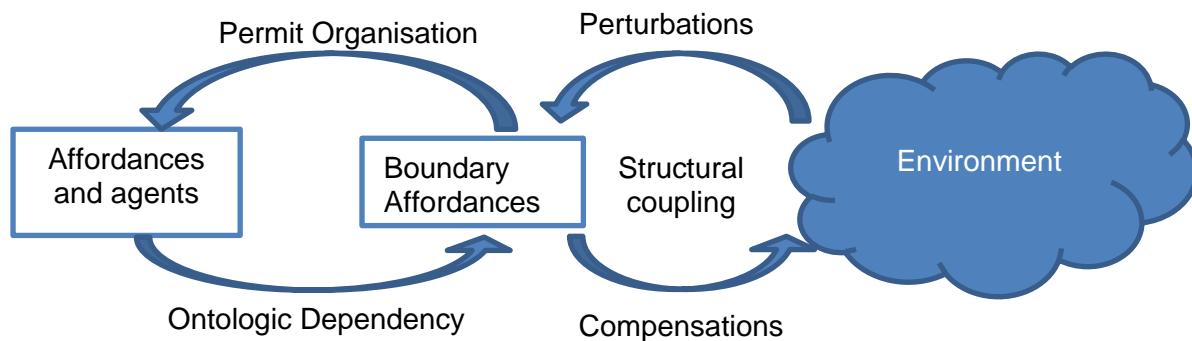 Permit Organisation
Perturbations
Affordances
and agents
Boundary
Affordances
Structural
coupling
Environment
Ontologic Dependency
Compensations